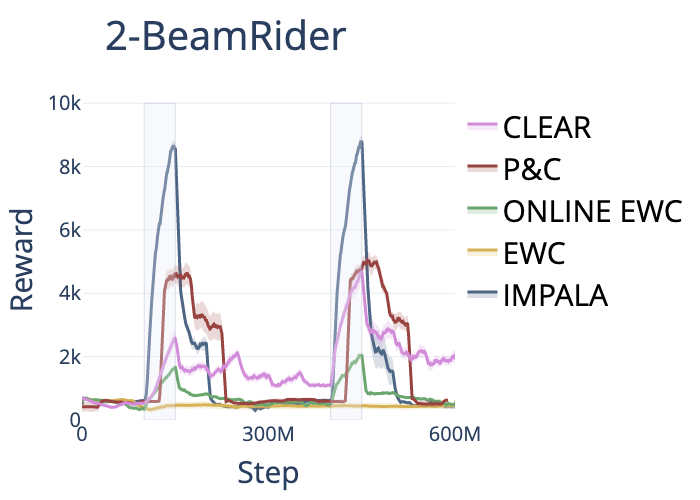 2-BeamRider
10k
8k
6k
4k
2k
0
0
300M
600M
Reward
Step
CLEAR
P&C
ONLINE EWC
EWC
IMPALA